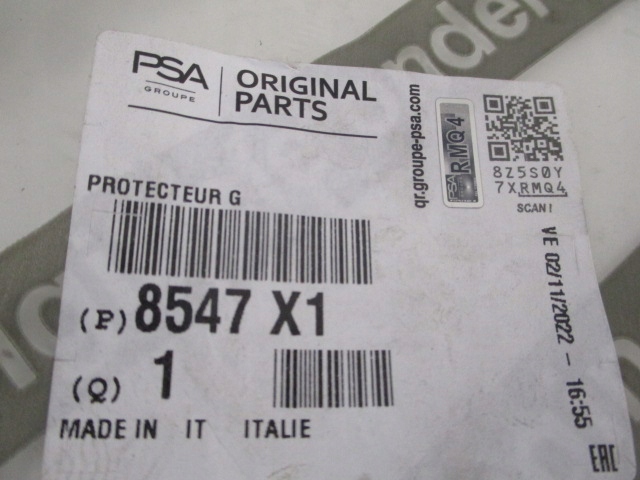 PSA
GROUPE
ORIGINAL
PARTS
qr.groupe-psa.com
PSA
RMQ4
8Z5S0Y
7XRMQ4
SCAN!
PROTECTEUR G
(P) 8547 X1
(Q) 1
MADE IN IT ITALIE
VE 02/11/2022 - 16:55
EAC